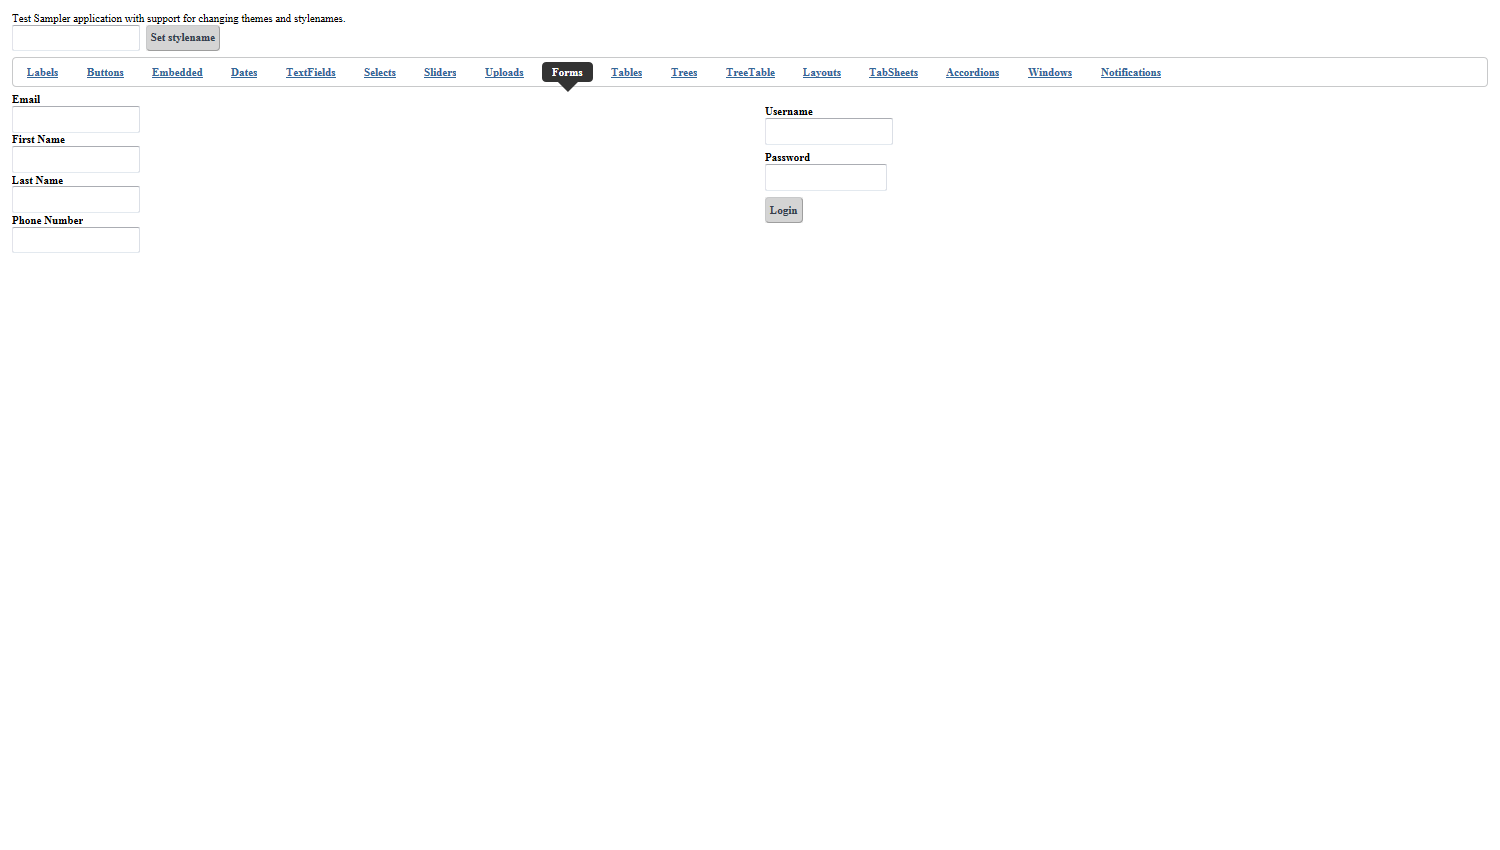 Test Sampler application with support for changing themes and stylenames.
Set stylename
Labels Buttons Embedded Dates TextFields Selects Sliders Uploads Forms Tables Trees TreeTable Layouts TabSheets Accordions Windows Notifications
Email
First Name
Last Name
Phone Number
Username
Password
Login